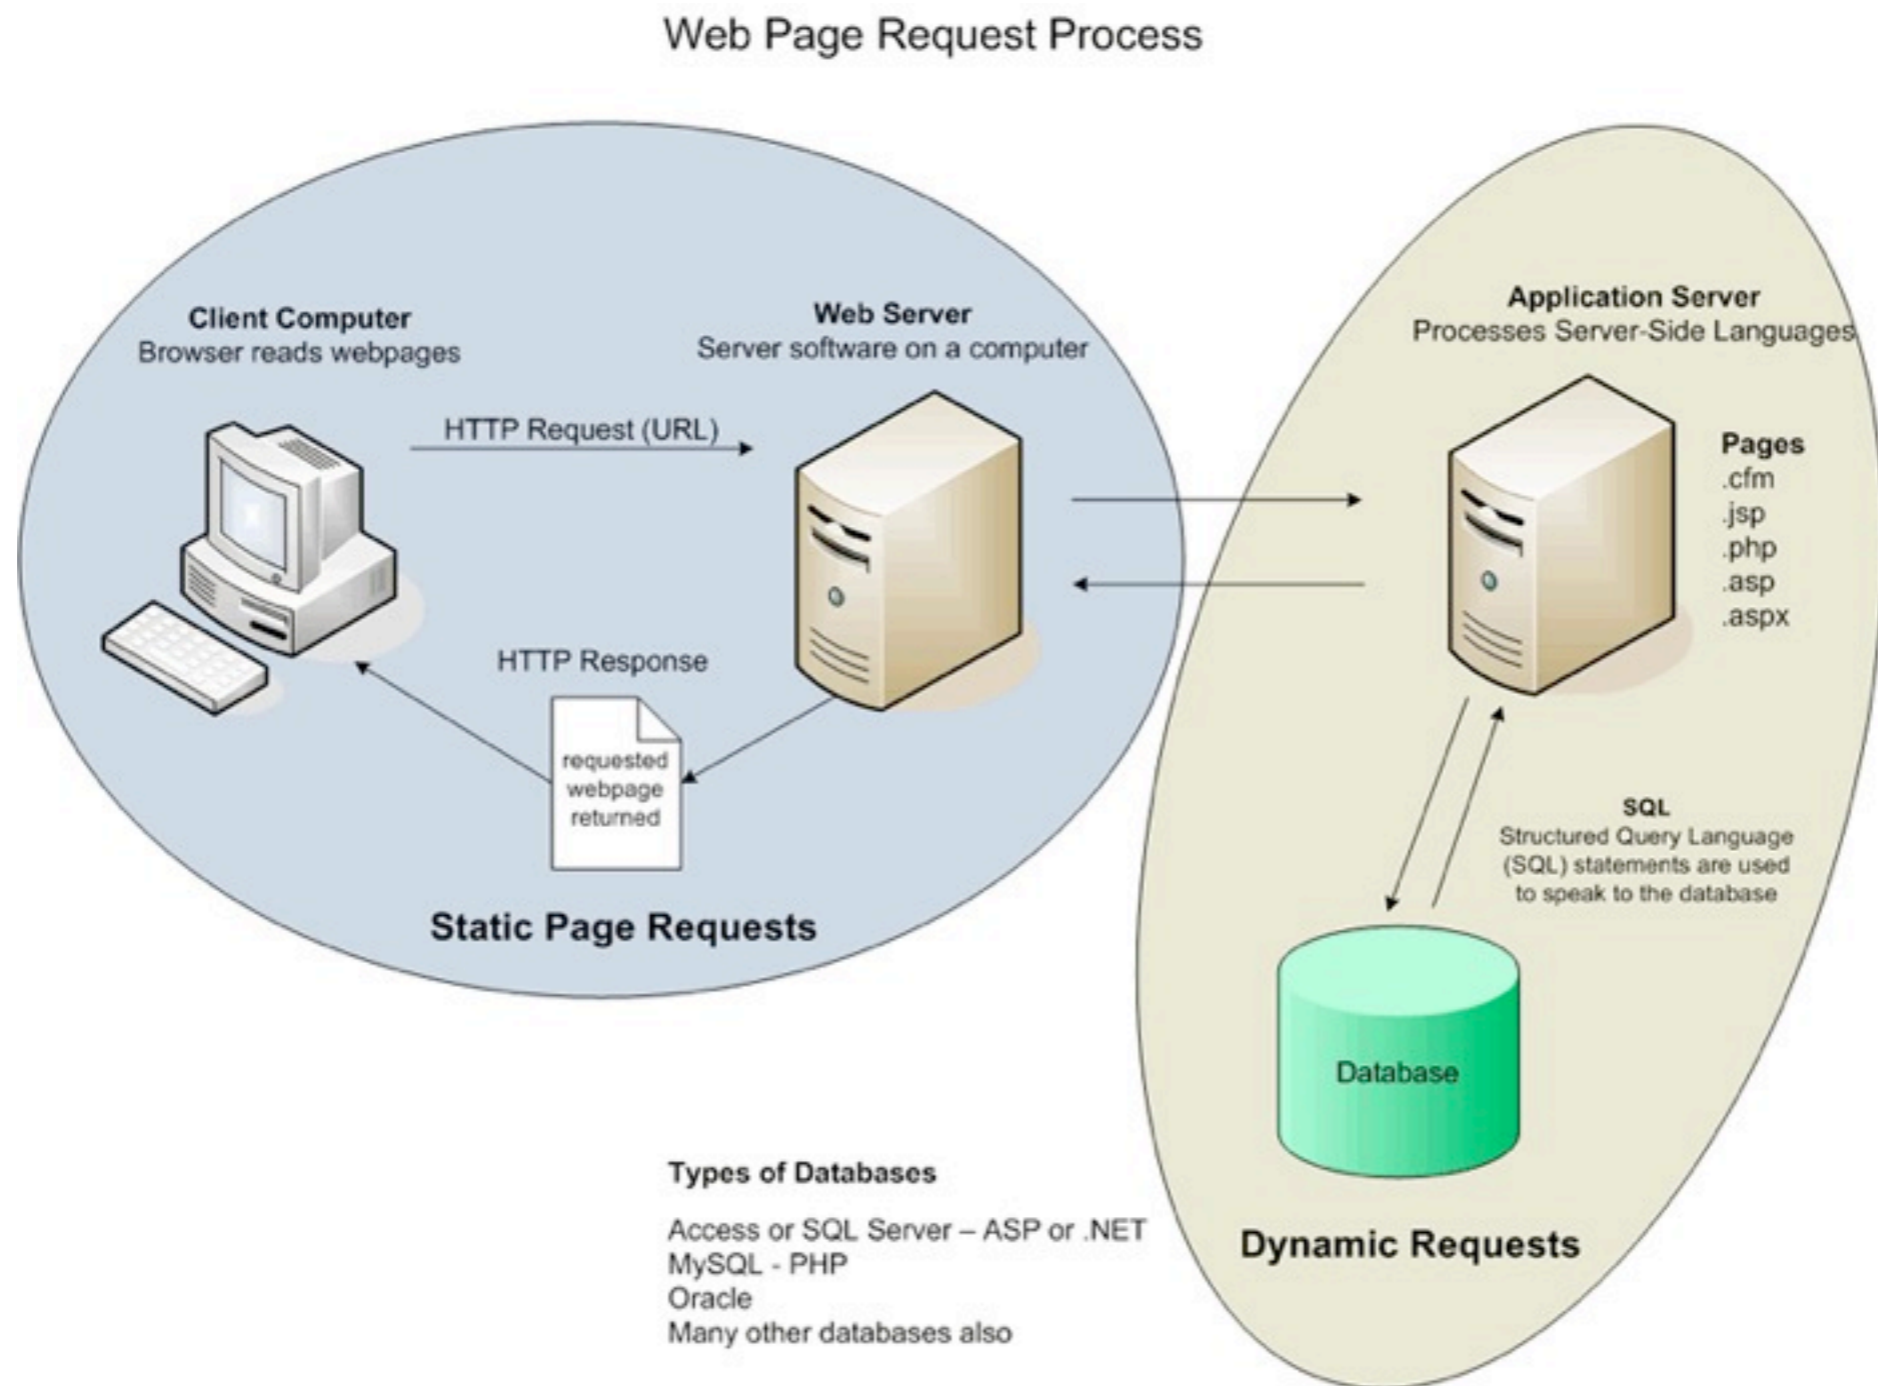 Web Page Request Process
Client Computer
Browser reads webpages
Web Server
Server software on a computer
HTTP Request (URL)
HTTP Response
requested
webpage
returned
Static Page Requests
Application Server
Processes Server-Side Languages
Pages
.cfm
.jsp
.php
.asp
.aspx
SQL
Structured Query Language
(SQL) statements are used
to speak to the database
Database
Dynamic Requests
Types of Databases
Access or SQL Server – ASP or .NET
MySQL - PHP
Oracle
Many other databases also